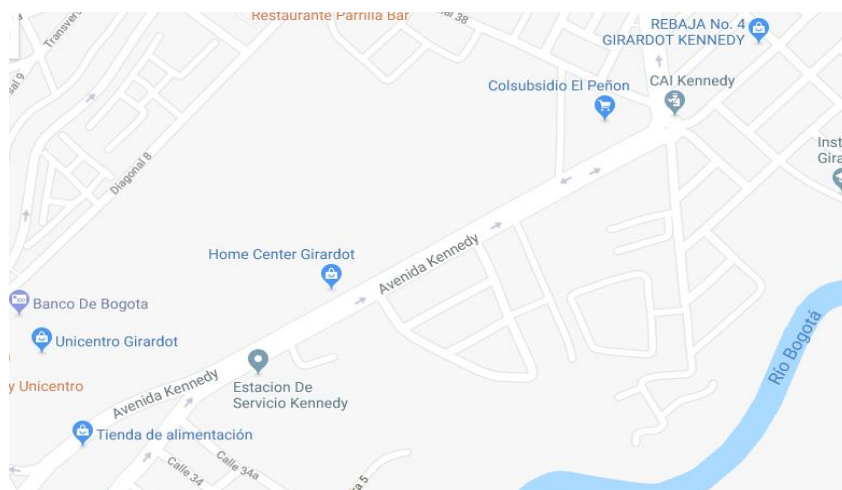 Restaurante Parrilla Bar
REBAJA No. 4
GIRARDOT KENNEDY
Colsubsidio El Peñon
CAI Kennedy
Diagonal 8
Home Center Girardot
Avenida Kennedy
Banco De Bogota
Unicentro Girardot
Río Bogotá
y Unicentro
Avenida Kennedy
Estacion De
Servicio Kennedy
Tienda de alimentación
Calle 34
Calle 34a